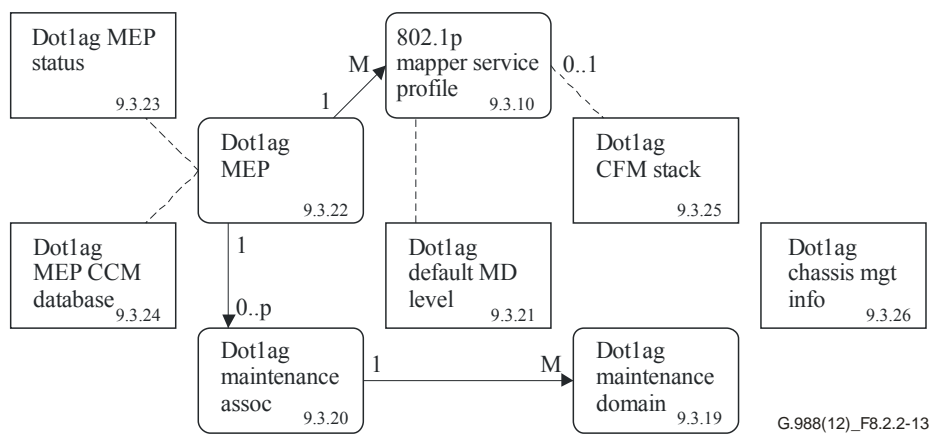 Dot1ag MEP
status
9.3.23
802.1p
mapper service
profile
9.3.10
M
0..1
1
Dot1ag
MEP
9.3.22
Dot1ag
CFM stack
9.3.25
Dot1ag
MEP CCM
database
9.3.24
1
0..p
Dot1ag
default MD
level
9.3.21
Dot1ag
chassis mgt
info
9.3.26
Dot1ag
maintenance
assoc
9.3.20
1
M
Dot1ag
maintenance
domain
9.3.19
G.988(12)_F8.2.2-13